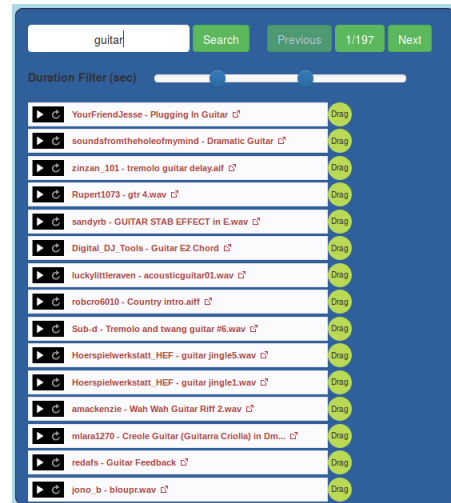 guitar Search Previous 1/197 Next
Duration Filter (sec)
YourFriendJesse - Plugging In Guitar Drag
soundsfromtheholeofmymind - Dramatic Guitar Drag
zinzan_101 - tremolo guitar delay.aif Drag
Rupert1073 - gtr 4.wav Drag
sandyrb - GUITAR STAB EFFECT in E.wav Drag
Digital_DJ_Tools - Guitar E2 Chord Drag
luckylittleraven - acousticguitar01.wav Drag
robcro6010 - Country intro.aiff Drag
Sub-d - Tremolo and twang guitar #6.wav Drag
Hoerspielwerkstatt_HEF - guitar jingle5.wav Drag
Hoerspielwerkstatt_HEF - guitar jingle1.wav Drag
amackenzie - Wah Wah Guitar Riff 2.wav Drag
mlara1270 - Creole Guitar (Guitarra Criolla) in Dm... Drag
redafs - Guitar Feedback Drag
jono_b - bloupr.wav Drag